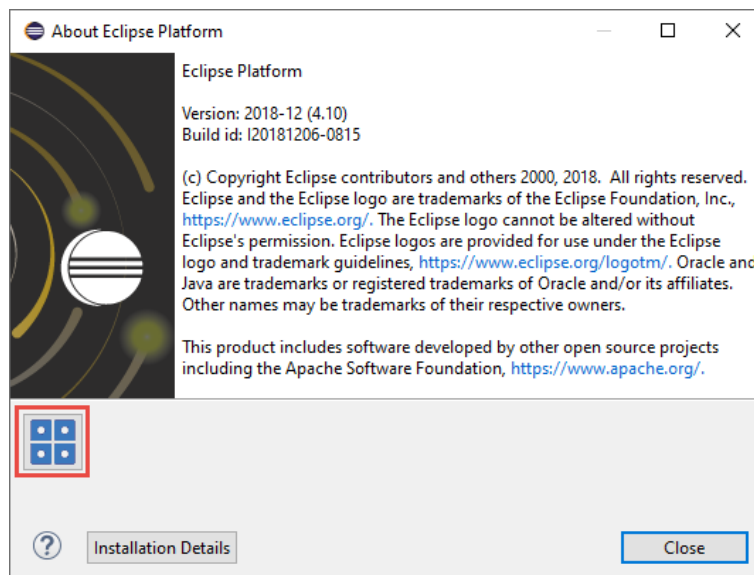 About Eclipse Platform
Eclipse Platform
Version: 2018-12 (4.10)
Build id: I20181206-0815
(c) Copyright Eclipse contributors and others 2000, 2018.  All rights reserved.
Eclipse and the Eclipse logo are trademarks of the Eclipse Foundation, Inc.,
https://www.eclipse.org/. The Eclipse logo cannot be altered without
Eclipse's permission. Eclipse logos are provided for use under the Eclipse
logo and trademark guidelines, https://www.eclipse.org/logotm/. Oracle and
Java are trademarks or registered trademarks of Oracle and/or its affiliates.
Other names may be trademarks of their respective owners.
This product includes software developed by other open source projects
including the Apache Software Foundation, https://www.apache.org/.
?
Installation Details
Close